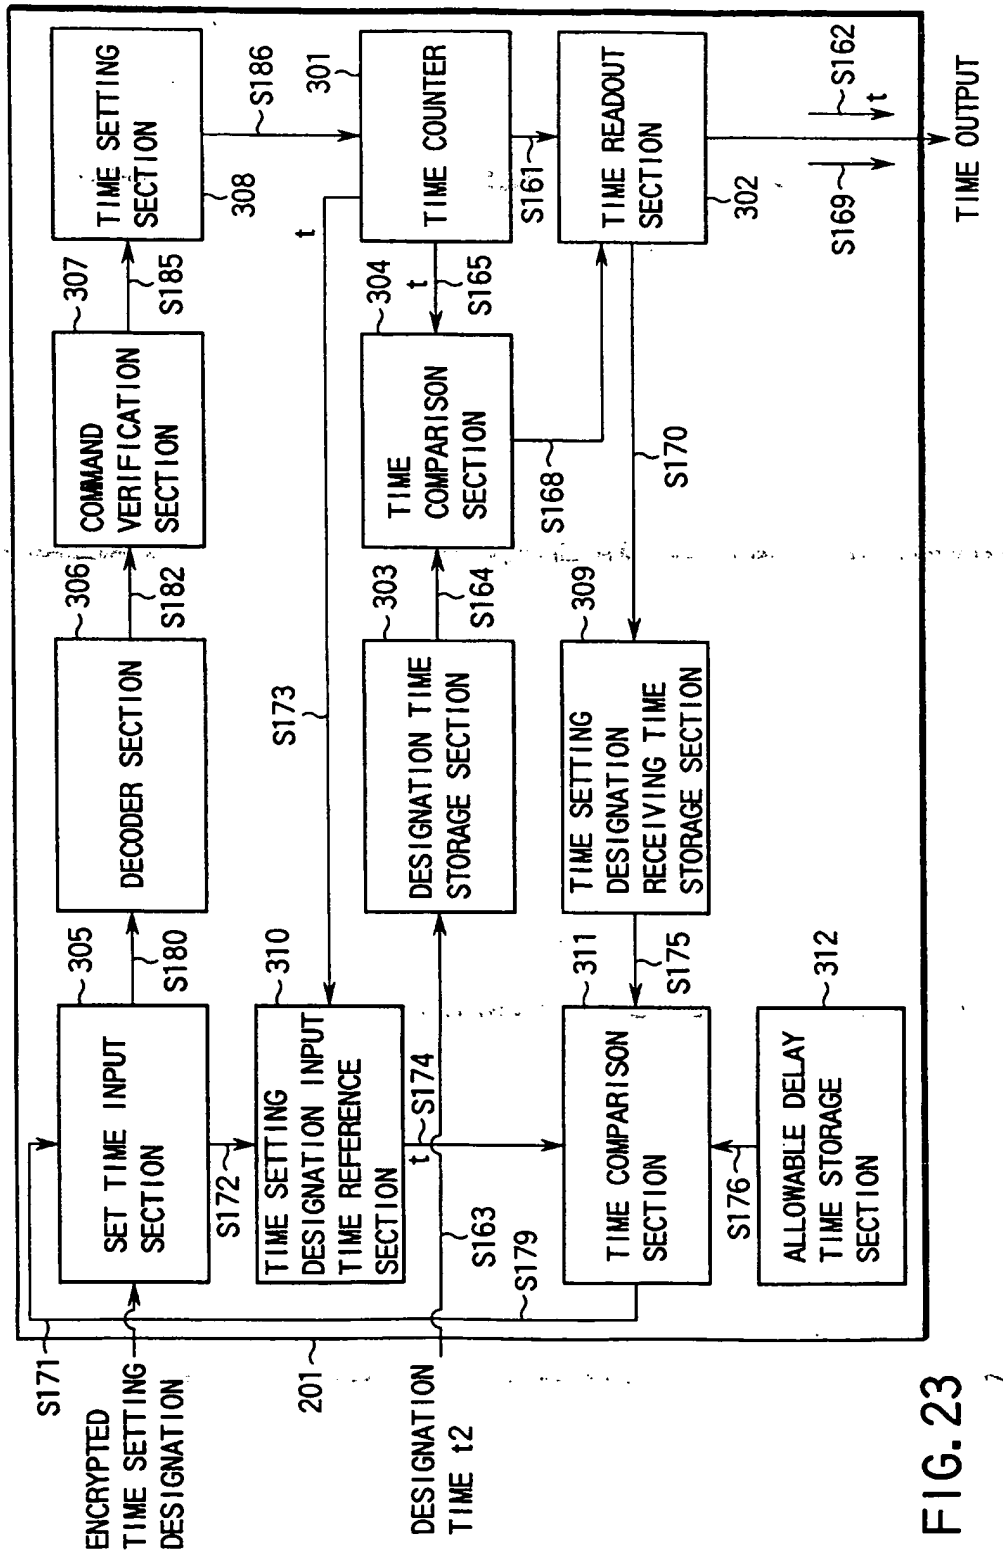 ENCRYPTED
TIME SETTING
DESIGNATION
S171
SET TIME INPUT
SECTION
305
S180
DECODER SECTION
306
S182
COMMAND
VERIFICATION
SECTION
307
S185
TIME SETTING
SECTION
308
S186
S172
TIME SETTING
DESIGNATION INPUT
TIME REFERENCE
SECTION
310
S173
t
201
DESIGNATION
TIME t2
S163
t
S174
DESIGNATION TIME
STORAGE SECTION
303
S164
TIME
COMPARISON
SECTION
304
t
S165
TIME COUNTER
301
S161
S168
S179
TIME COMPARISON
SECTION
311
S175
TIME SETTING
DESIGNATION
RECEIVING TIME
STORAGE SECTION
309
S170
TIME READOUT
SECTION
302
S176
ALLOWABLE DELAY
TIME STORAGE
SECTION
312
S169
S162
t
TIME OUTPUT
FIG. 23